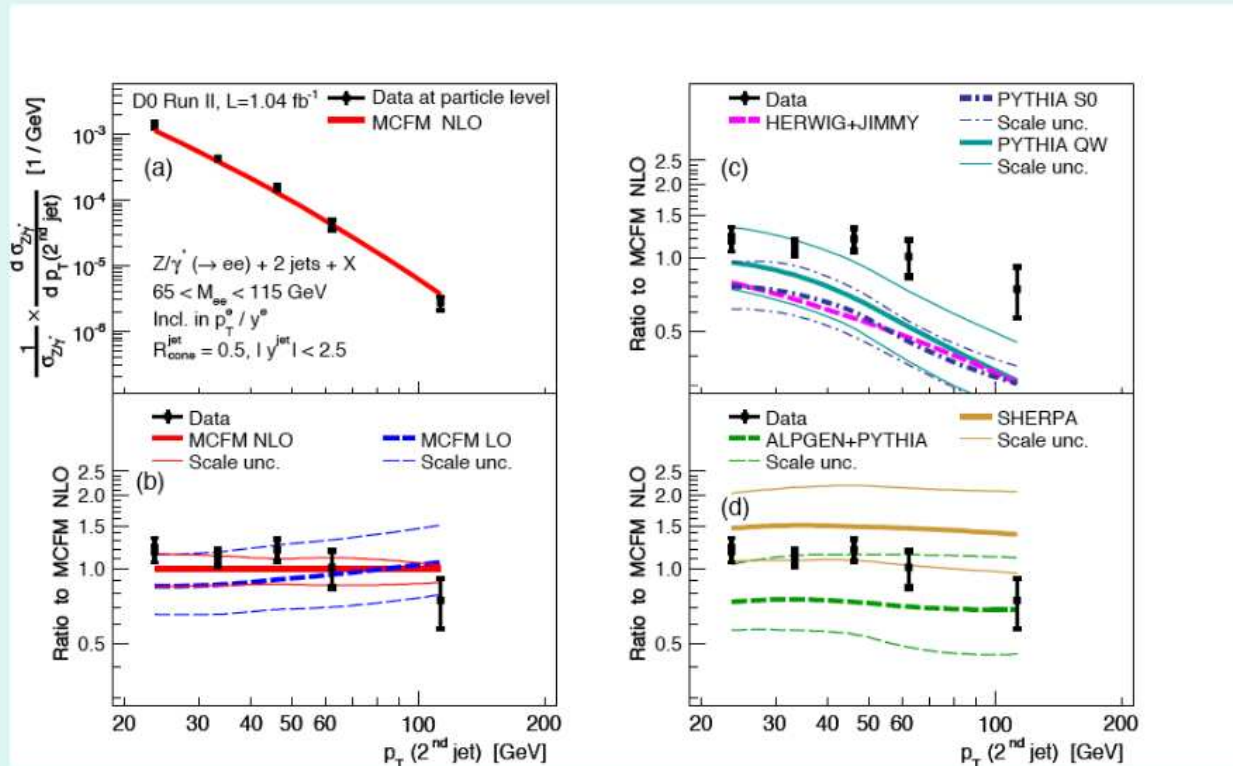 D0 Run II, L=1.04 fb⁻¹
Data at particle level
MCFM NLO
(a)
Z/γ* (→ ee) + 2 jets + X
65 < M_ee < 115 GeV
Incl. in p_T^e / y^e
R_cone^jet = 0.5, | y^jet | < 2.5
1/σ_Z/γ* × d σ_Z/γ* / d p_T(2nd jet) [1 / GeV]
10⁻³
10⁻⁴
10⁻⁵
10⁻⁶
Data
MCFM NLO
Scale unc.
MCFM LO
Scale unc.
(b)
Ratio to MCFM NLO
2.5
2.0
1.5
1.0
0.5
20 30 40 50 60 100 200
p_T (2nd jet) [GeV]
Data
HERWIG+JIMMY
PYTHIA S0
Scale unc.
PYTHIA QW
Scale unc.
(c)
Ratio to MCFM NLO
2.5
2.0
1.5
1.0
0.5
Data
ALPGEN+PYTHIA
Scale unc.
SHERPA
Scale unc.
(d)
Ratio to MCFM NLO
2.5
2.0
1.5
1.0
0.5
20 30 40 50 60 100 200
p_T (2nd jet) [GeV]